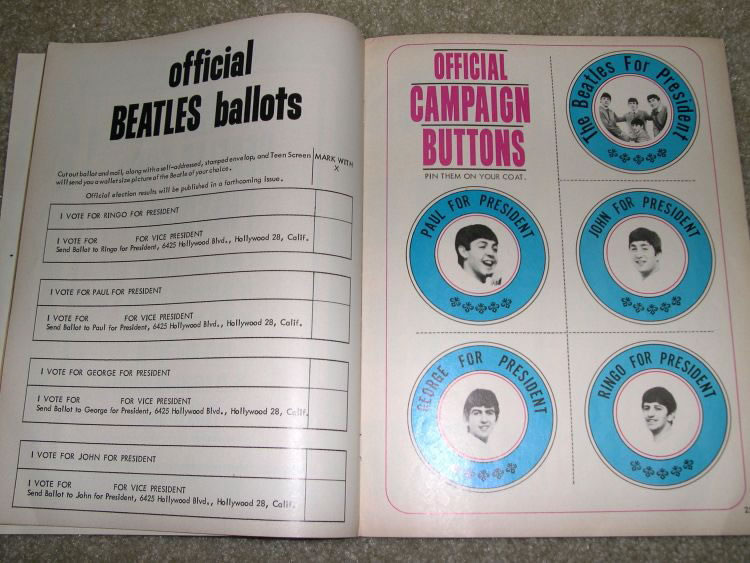 official
BEATLES ballots
Cut out ballot and mail, along with a self-addressed, stamped envelop, and Teen Screen
will send you a wallet size picture of the Beatle of your choice.
Official election results will be published in a forthcoming issue.
MARK WITH
X
I VOTE FOR RINGO FOR PRESIDENT
I VOTE FOR FOR VICE PRESIDENT
Send Ballot to Ringo for President, 6425 Hollywood Blvd., Hollywood 28, Calif.
I VOTE FOR PAUL FOR PRESIDENT
I VOTE FOR FOR VICE PRESIDENT
Send Ballot to Paul for President, 6425 Hollywood Blvd., Hollywood 28, Calif.
I VOTE FOR GEORGE FOR PRESIDENT
I VOTE FOR FOR VICE PRESIDENT
Send Ballot to George for President, 6425 Hollywood Blvd., Hollywood 28, Calif.
I VOTE FOR JOHN FOR PRESIDENT
I VOTE FOR FOR VICE PRESIDENT
Send Ballot to John for President, 6425 Hollywood Blvd., Hollywood 28, Calif.
OFFICIAL
CAMPAIGN
BUTTONS
PIN THEM ON YOUR COAT.
The Beatles For President
PAUL FOR PRESIDENT
JOHN FOR PRESIDENT
GEORGE FOR PRESIDENT
RINGO FOR PRESIDENT